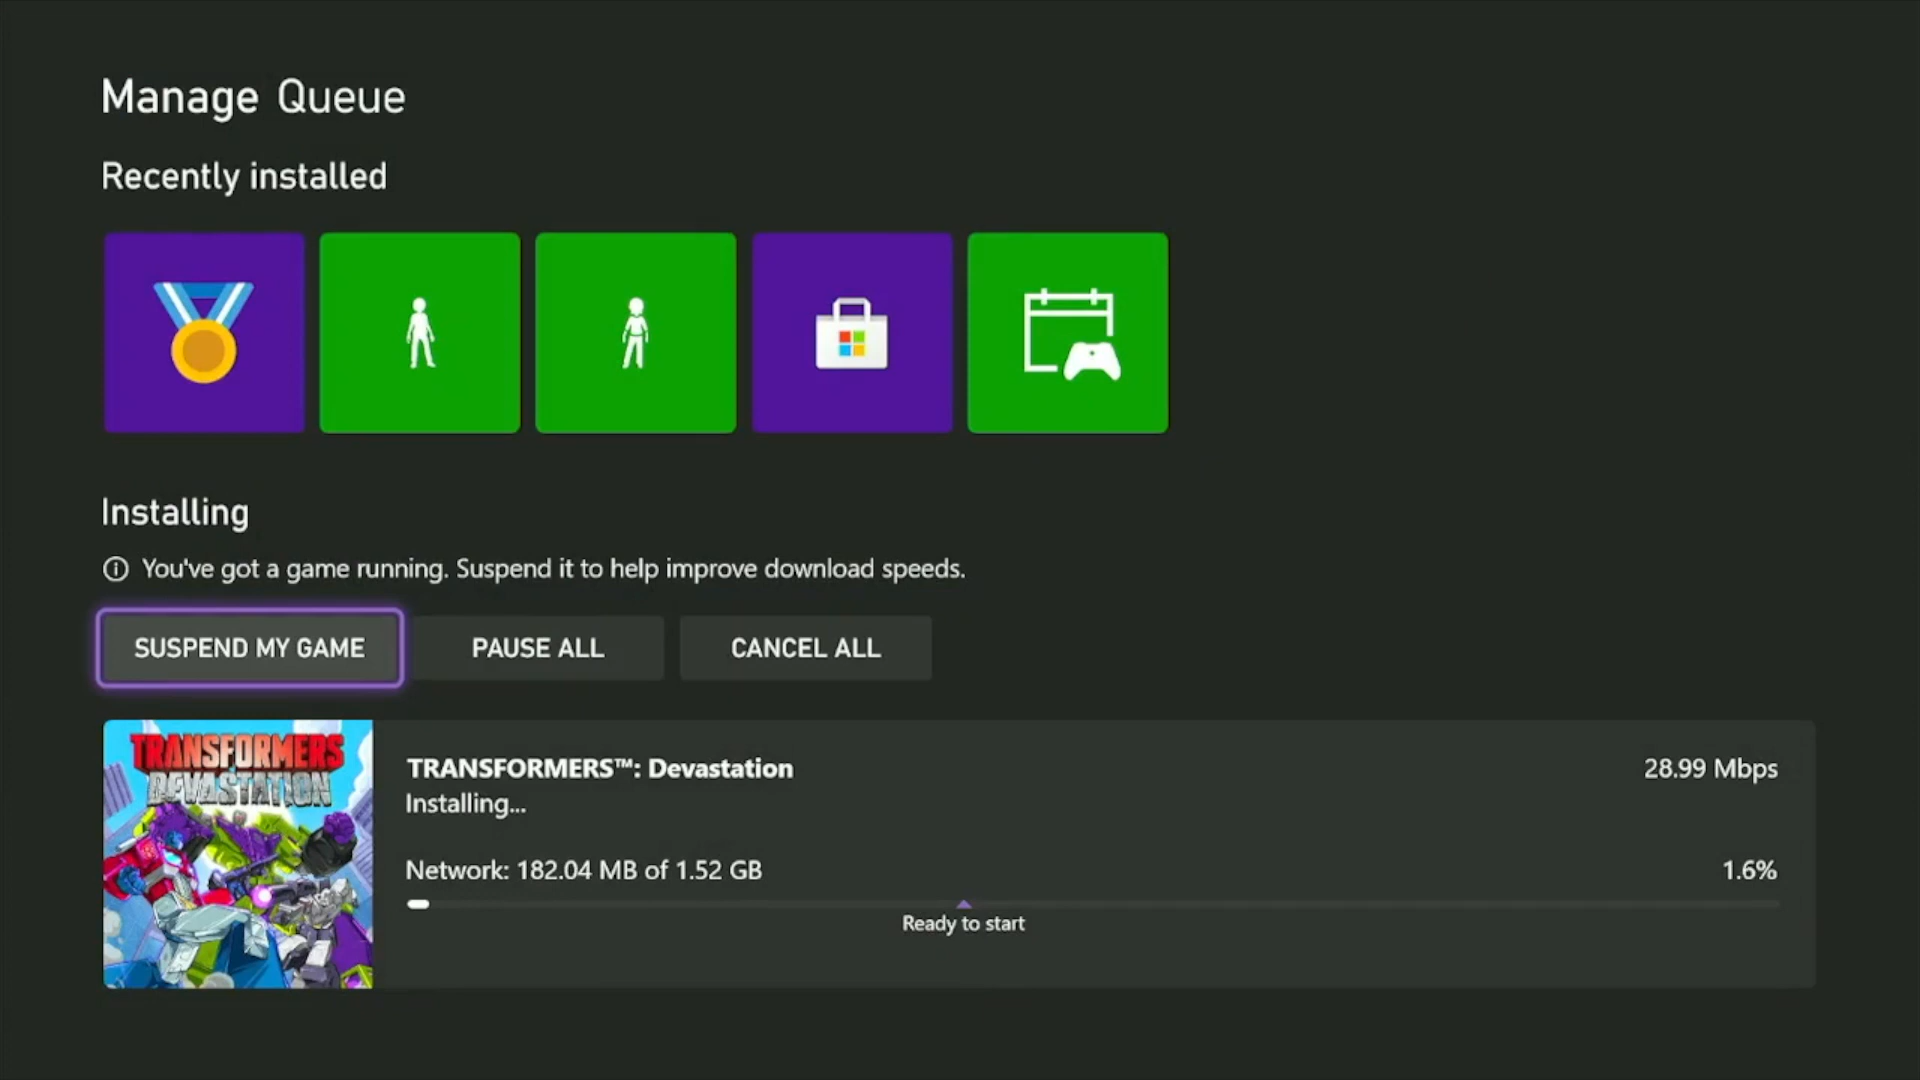 Manage Queue
Recently installed
Installing
You've got a game running. Suspend it to help improve download speeds.
SUSPEND MY GAME
PAUSE ALL
CANCEL ALL
TRANSFORMERS
DEVASTATION
TRANSFORMERS™: Devastation
28.99 Mbps
Installing...
Network: 182.04 MB of 1.52 GB
1.6%
Ready to start